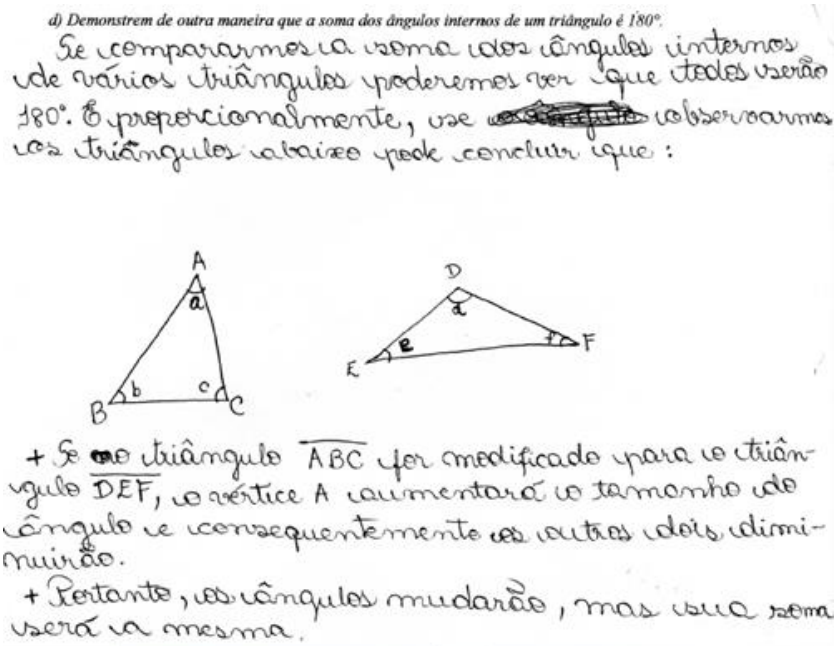 d) Demonstrem de outra maneira que a soma dos ângulos internos de um triângulo é 180°.
Se compararmos a soma dos ângulos internos
de vários triângulos poderemos ver que todos serão
180°. E proporcionalmente, se observarmos
os triângulos abaixo pode concluir que :
A
a
b
c
B
C
D
d
e
f
E
F
+ Se o triângulo ABC for modificado para o triân-
gulo DEF, o vértice A aumentará o tamanho do
ângulo e consequentemente os outros dois dimi-
nuirão.
+ Portanto, os ângulos mudarão, mas sua soma
será a mesma.